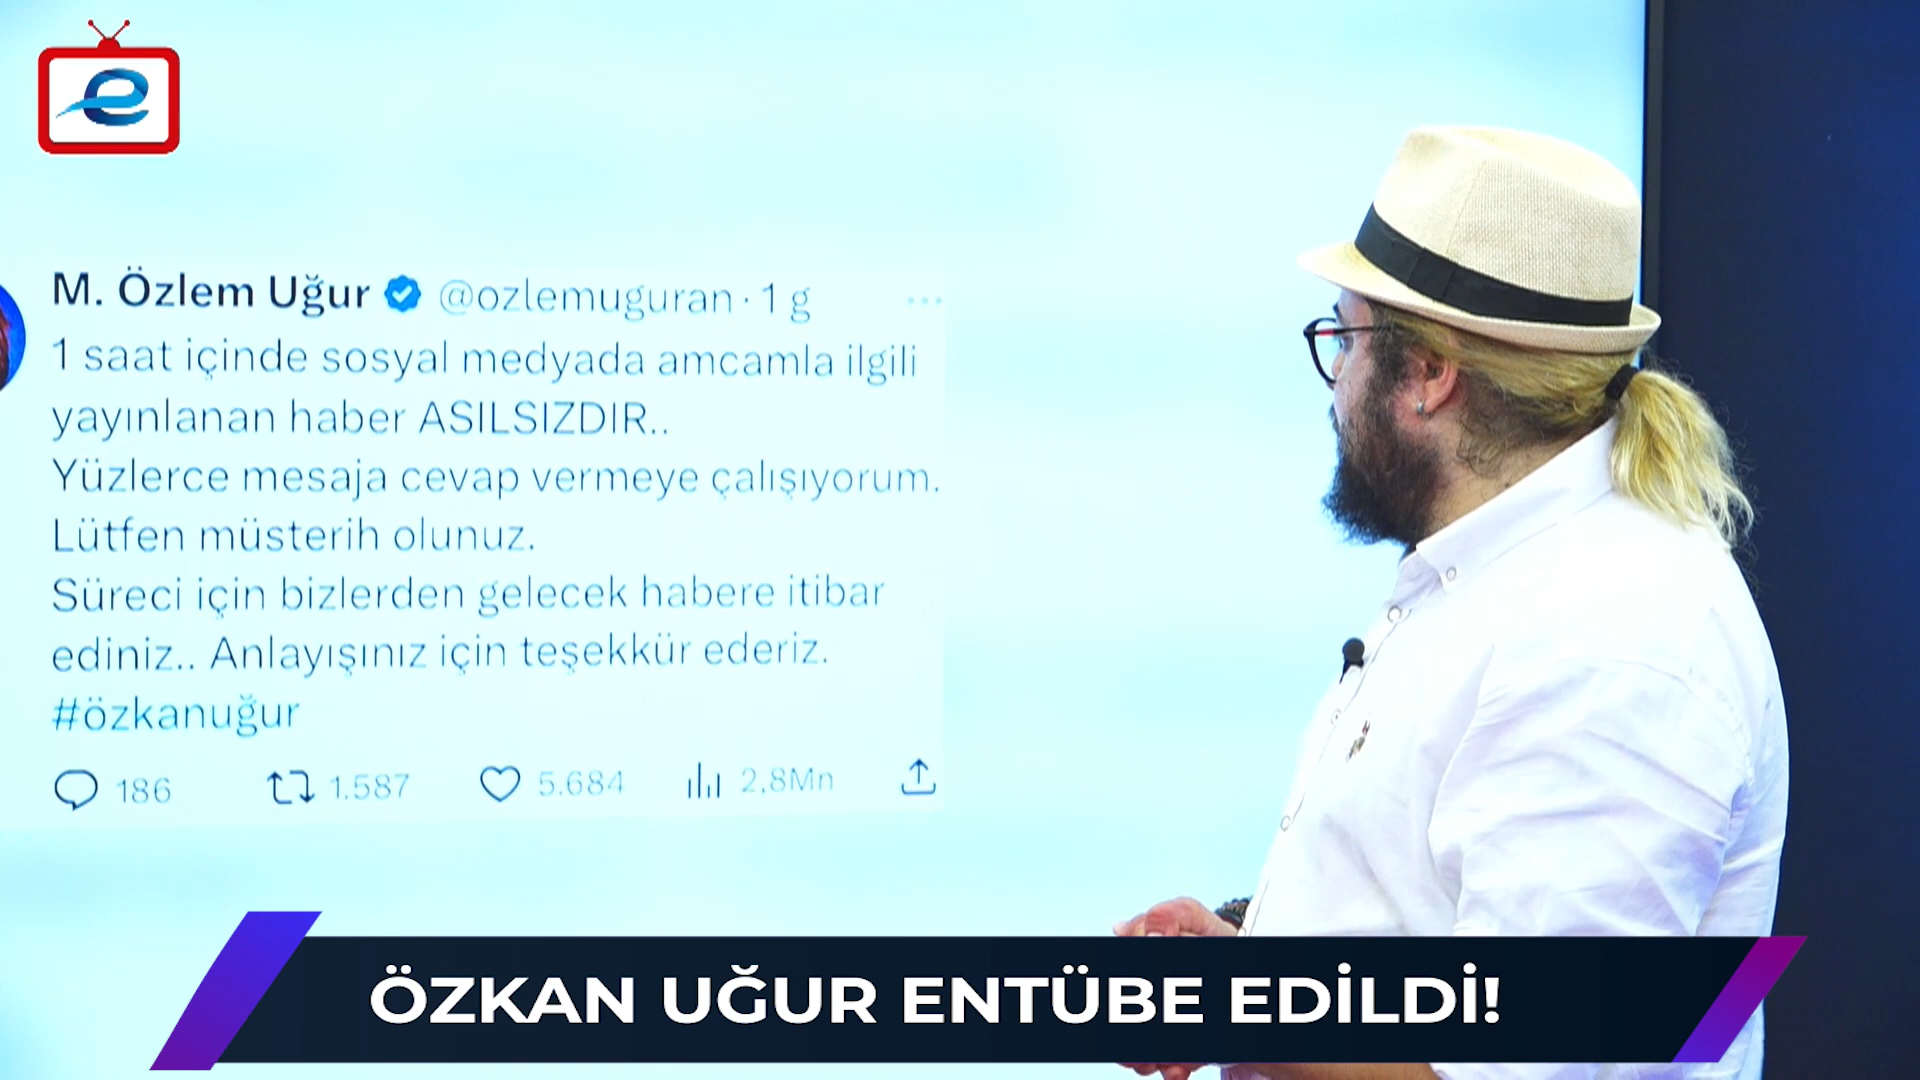 e
M. Özlem Uğur @ozlemuguran · 1 g
1 saat içinde sosyal medyada amcamla ilgili
yayınlanan haber ASILSIZDIR..
Yüzlerce mesaja cevap vermeye çalışıyorum.
Lütfen müsterih olunuz.
Süreci için bizlerden gelecek habere itibar
ediniz.. Anlayışınız için teşekkür ederiz.
#özkanuğur
186 1.587 5.684 2,8Mn
ÖZKAN UĞUR ENTÜBE EDİLDİ!